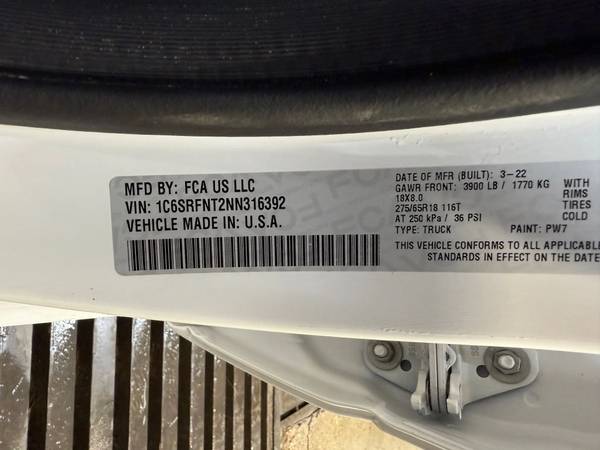 MFD BY: FCA US LLC
VIN: 1C6SRFNT2NN316392
VEHICLE MADE IN U.S.A.
DATE OF MFR (BUILT): 3-22
GAWR FRONT: 3900 LB / 1770 KG WITH
18X8.0 RIMS
275/65R18 116T TIRES
AT 250 kPa / 36 PSI COLD
TYPE: TRUCK PAINT: PW7
THIS VEHICLE CONFORMS TO ALL APPLICABLE
STANDARDS IN EFFECT ON THE DATE